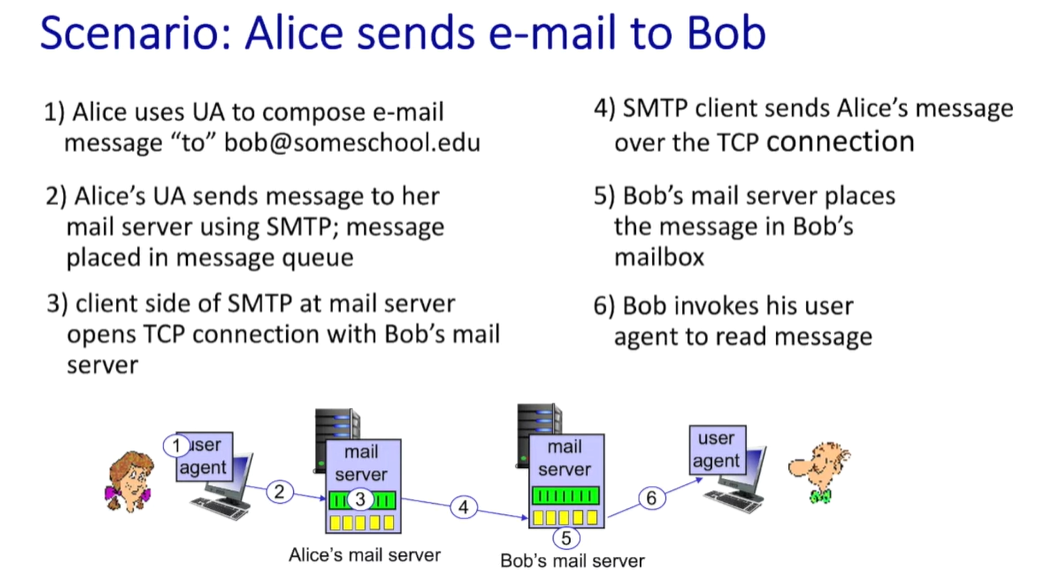 Scenario: Alice sends e-mail to Bob
1) Alice uses UA to compose e-mail
message “to” bob@someschool.edu
2) Alice’s UA sends message to her
mail server using SMTP; message
placed in message queue
3) client side of SMTP at mail server
opens TCP connection with Bob’s mail
server
4) SMTP client sends Alice’s message
over the TCP connection
5) Bob’s mail server places
the message in Bob’s
mailbox
6) Bob invokes his user
agent to read message
1 user
agent
2
mail
server
3
Alice’s mail server
4
mail
server
5
Bob’s mail server
6
user
agent